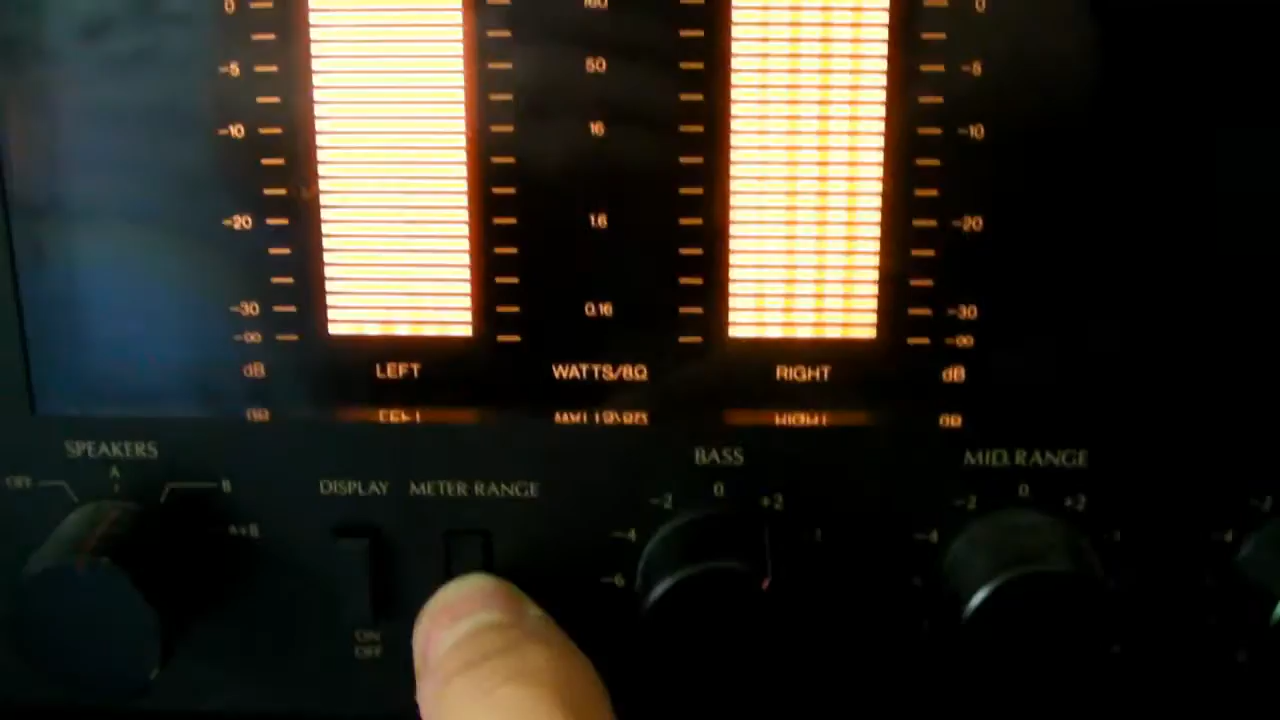 0 160 0
-5 50 -5
-10 16 -10
-20 1.6 -20
-30 0.16 -30
-∞ -∞
dB LEFT WATTS/8Ω RIGHT dB
SPEAKERS BASS MID. RANGE
OFF A B DISPLAY METER RANGE -2 0 +2 -2 0 +2 -2
A+B -4 -4 -4
-6
ON
OFF